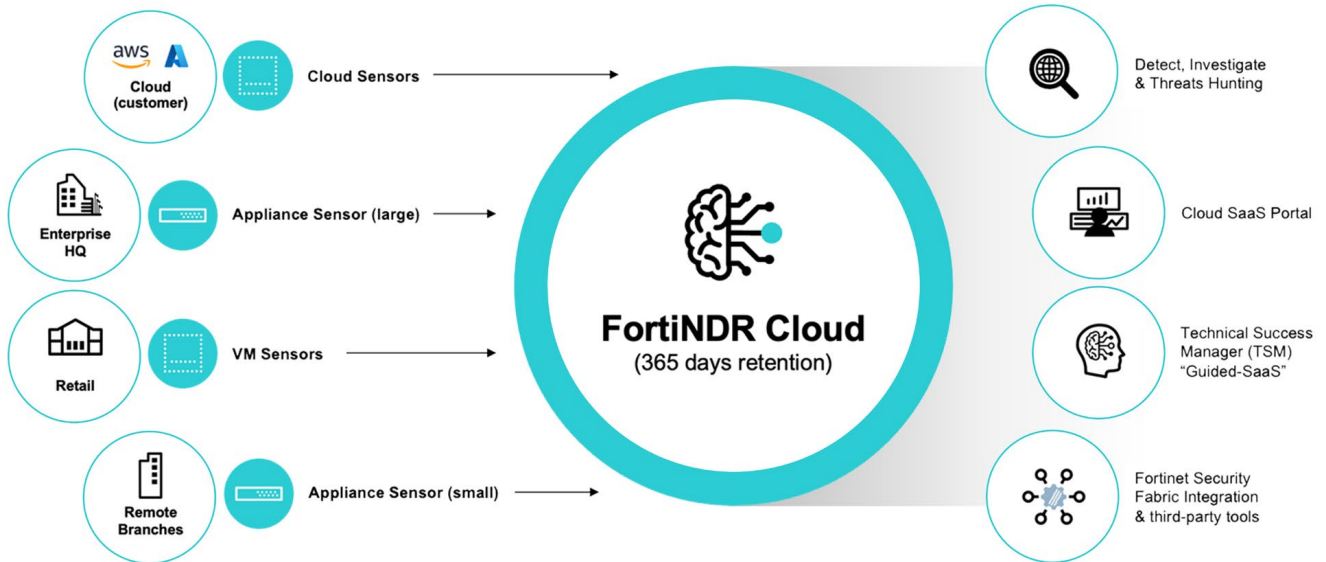 aws
Cloud
(customer)
Cloud Sensors
Enterprise
HQ
Appliance Sensor (large)
Retail
VM Sensors
Remote
Branches
Appliance Sensor (small)
FortiNDR Cloud
(365 days retention)
Detect, Investigate
& Threats Hunting
Cloud SaaS Portal
Technical Success
Manager (TSM)
“Guided-SaaS”
Fortinet Security
Fabric Integration
& third-party tools